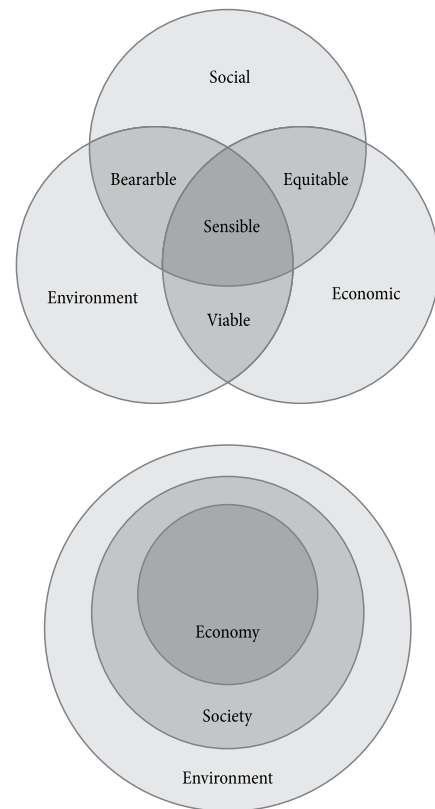 Social
Beararble
Equitable
Sensible
Environment
Economic
Viable
Economy
Society
Environment